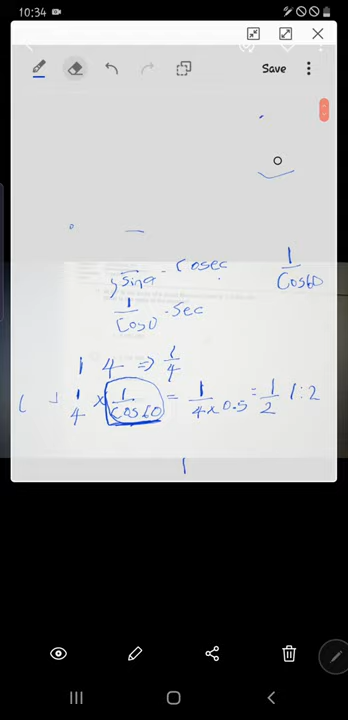 10:34
Save
1/sinθ - Cosec
1/Cos60
1/Cosθ - Sec
1 4 => 1/4
1/4 × 1/Cos60 = 1/4×0.5 = 1/2 1:2